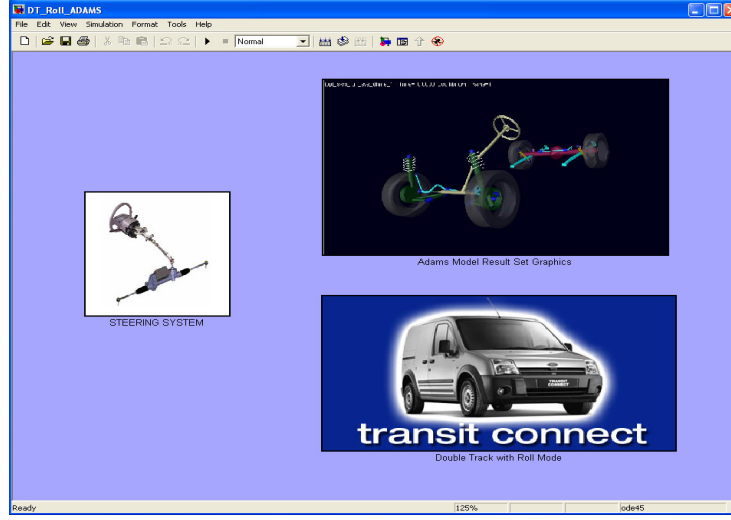 DT_Roll_ADAMS
File Edit View Simulation Format Tools Help
Normal
Adams Model Result Set Graphics
STEERING SYSTEM
TRANSIT
CONNECT
transit connect
Double Track with Roll Mode
Ready 125% ode45